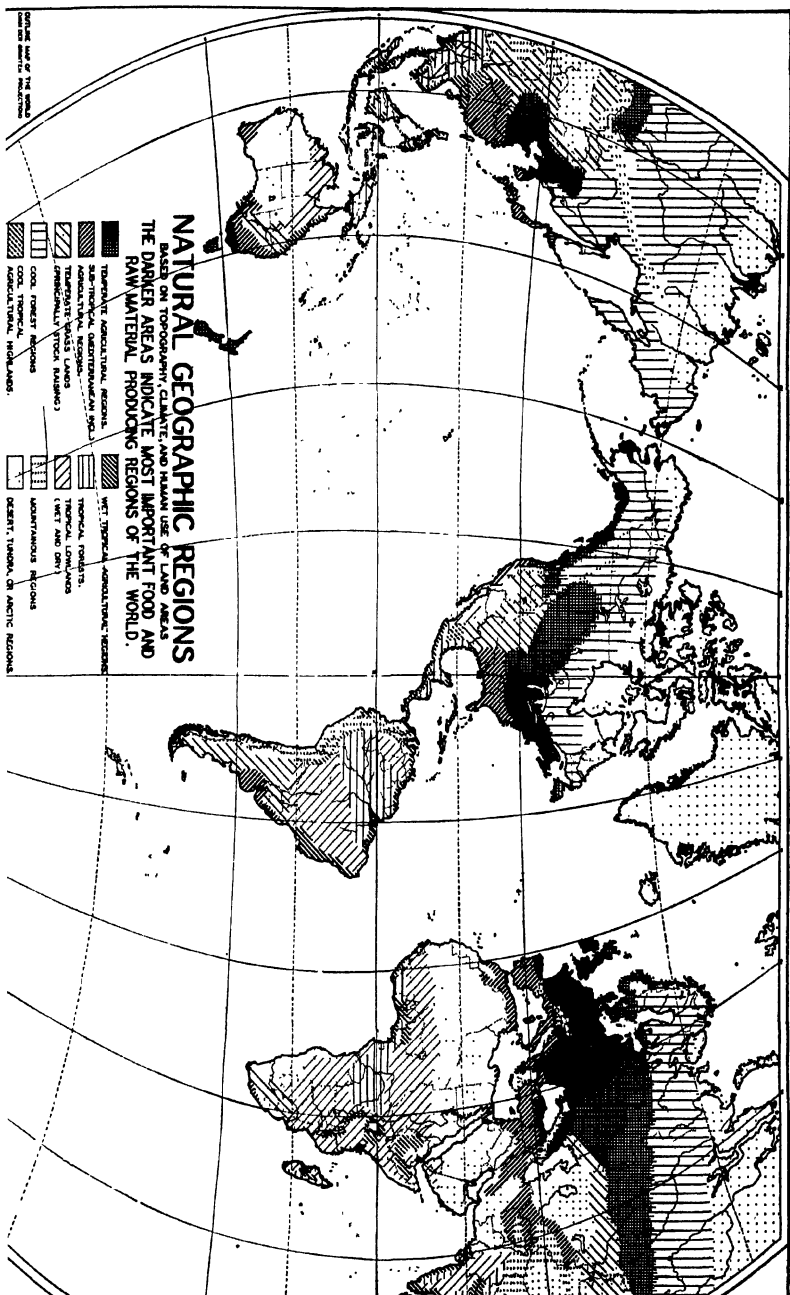 NATURAL GEOGRAPHIC REGIONS
BASED ON TOPOGRAPHY, CLIMATE, AND HUMAN USE OF LAND AREAS
THE DARKER AREAS INDICATE MOST IMPORTANT FOOD AND
RAW MATERIAL PRODUCING REGIONS OF THE WORLD.
TEMPERATE AGRICULTURAL REGIONS.
SUB-TROPICAL (MEDITERRANEAN INCL.)
AGRICULTURAL REGIONS.
TEMPERATE GRASS LANDS
(PRINCIPALLY STOCK RAISING)
COOL FOREST REGIONS
COOL TROPICAL
AGRICULTURAL HIGHLANDS.
WET TROPICAL AGRICULTURAL REGIONS
TROPICAL FORESTS.
TROPICAL LOWLANDS
(WET AND DRY)
MOUNTAINOUS REGIONS
DESERT, TUNDRA, OR ARCTIC REGIONS
OUTLINE MAP OF THE WORLD
PROJECTION